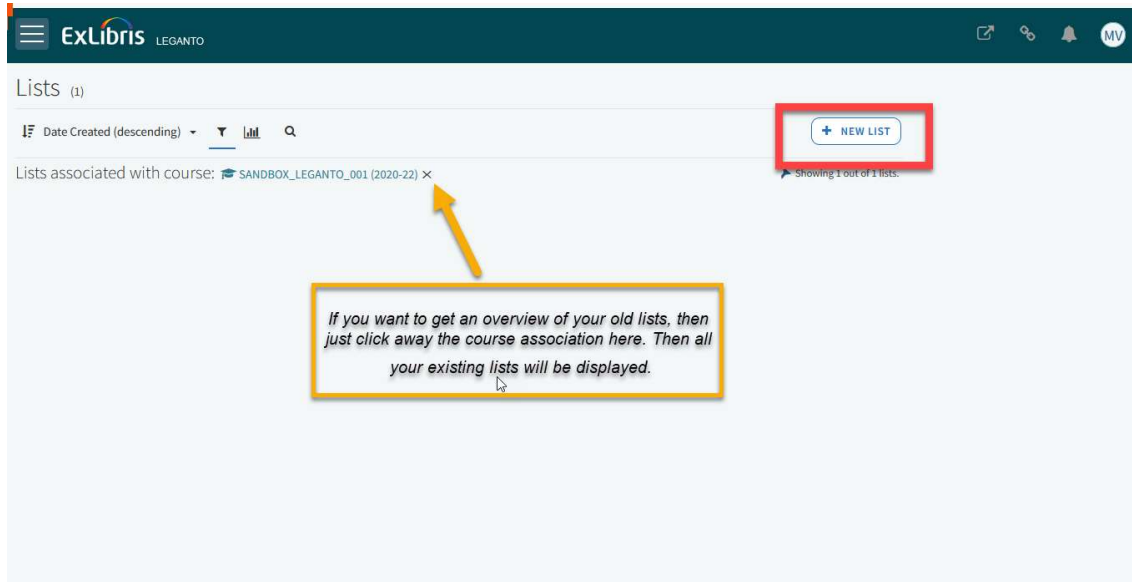 ExLibris LEGANTO
MV
Lists (1)
Date Created (descending)
+ NEW LIST
Lists associated with course: SANDBOX_LEGANTO_001 (2020-22) ×
Showing 1 out of 1 lists.
If you want to get an overview of your old lists, then
just click away the course association here. Then all
your existing lists will be displayed.